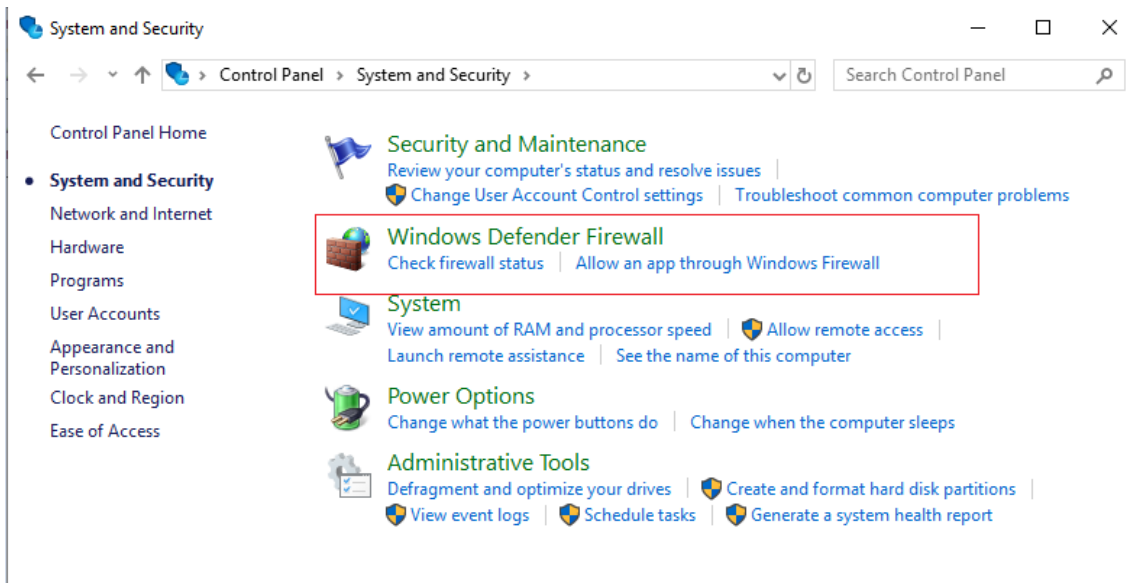 System and Security
Control Panel > System and Security >
Search Control Panel
Control Panel Home
System and Security
Network and Internet
Hardware
Programs
User Accounts
Appearance and
Personalization
Clock and Region
Ease of Access
Security and Maintenance
Review your computer's status and resolve issues
Change User Account Control settings
Troubleshoot common computer problems
Windows Defender Firewall
Check firewall status
Allow an app through Windows Firewall
System
View amount of RAM and processor speed
Allow remote access
Launch remote assistance
See the name of this computer
Power Options
Change what the power buttons do
Change when the computer sleeps
Administrative Tools
Defragment and optimize your drives
Create and format hard disk partitions
View event logs
Schedule tasks
Generate a system health report